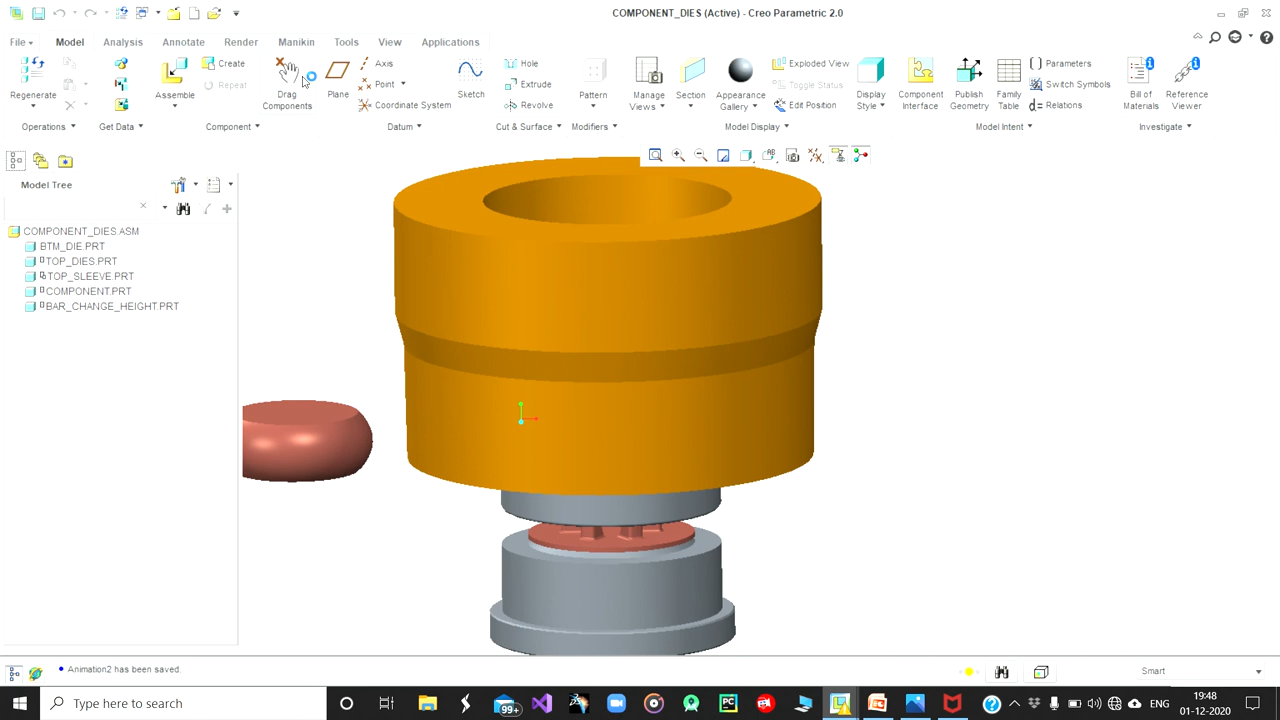 COMPONENT_DIES (Active) - Creo Parametric 2.0
File
Model
Analysis
Annotate
Render
Manikin
Tools
View
Applications
Regenerate
Operations
Get Data
Assemble
Create
Repeat
Component
Drag Components
Plane
Axis
Point
Coordinate System
Datum
Sketch
Hole
Extrude
Revolve
Cut & Surface
Pattern
Modifiers
Manage Views
Section
Appearance Gallery
Exploded View
Toggle Status
Edit Position
Display Style
Model Display
Component Interface
Publish Geometry
Family Table
Parameters
Switch Symbols
Relations
Model Intent
Bill of Materials
Reference Viewer
Investigate
Model Tree
COMPONENT_DIES.ASM
BTM_DIE.PRT
TOP_DIES.PRT
TOP_SLEEVE.PRT
COMPONENT.PRT
BAR_CHANGE_HEIGHT.PRT
Animation2 has been saved.
Smart
Type here to search
99+
PC
ENG
19:48
01-12-2020